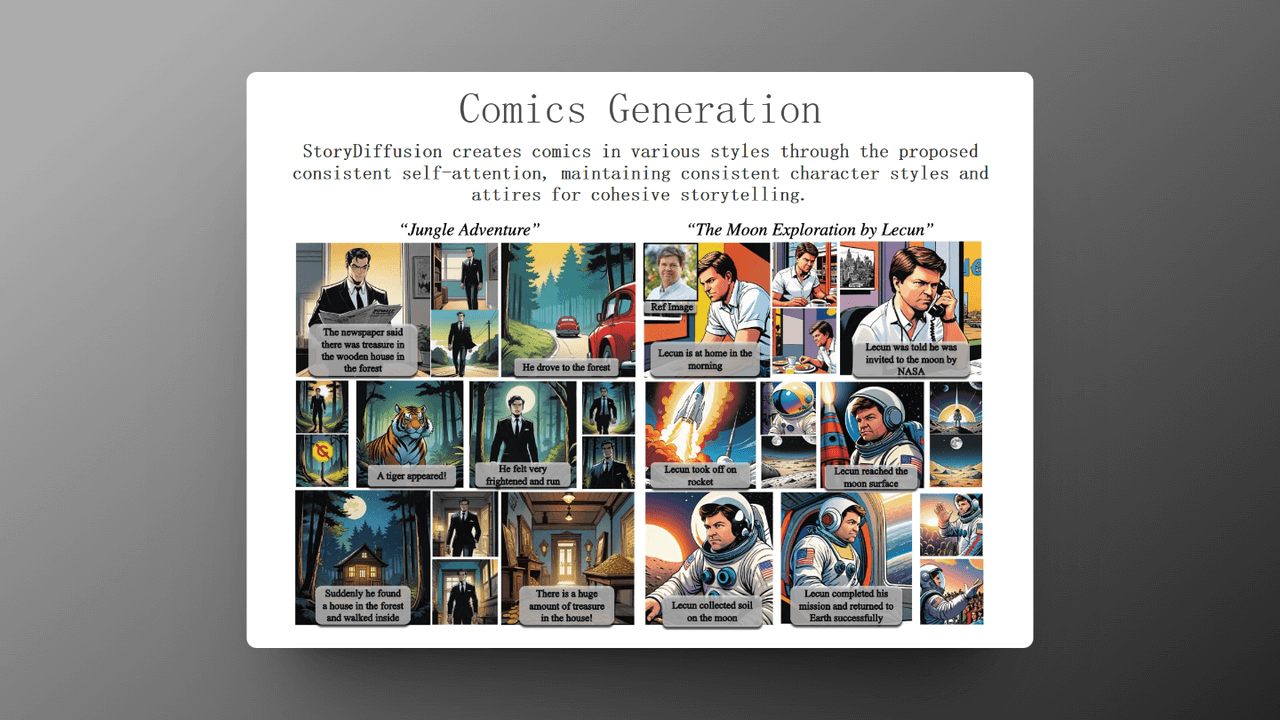 Comics Generation
StoryDiffusion creates comics in various styles through the proposed
consistent self-attention, maintaining consistent character styles and
attires for cohesive storytelling.
“Jungle Adventure”
The newspaper said
there was treasure in
the wooden house in
the forest
He drove to the forest
A tiger appeared!
He felt very
frightened and run
Suddenly he found
a house in the forest
and walked inside
There is a huge
amount of treasure
in the house!
“The Moon Exploration by Lecun”
Ref Image
Lecun is at home in the
morning
Lecun was told he was
invited to the moon by
NASA
Lecun took off on
rocket
Lecun reached the
moon surface
Lecun collected soil
on the moon
Lecun completed his
mission and returned to
Earth successfully